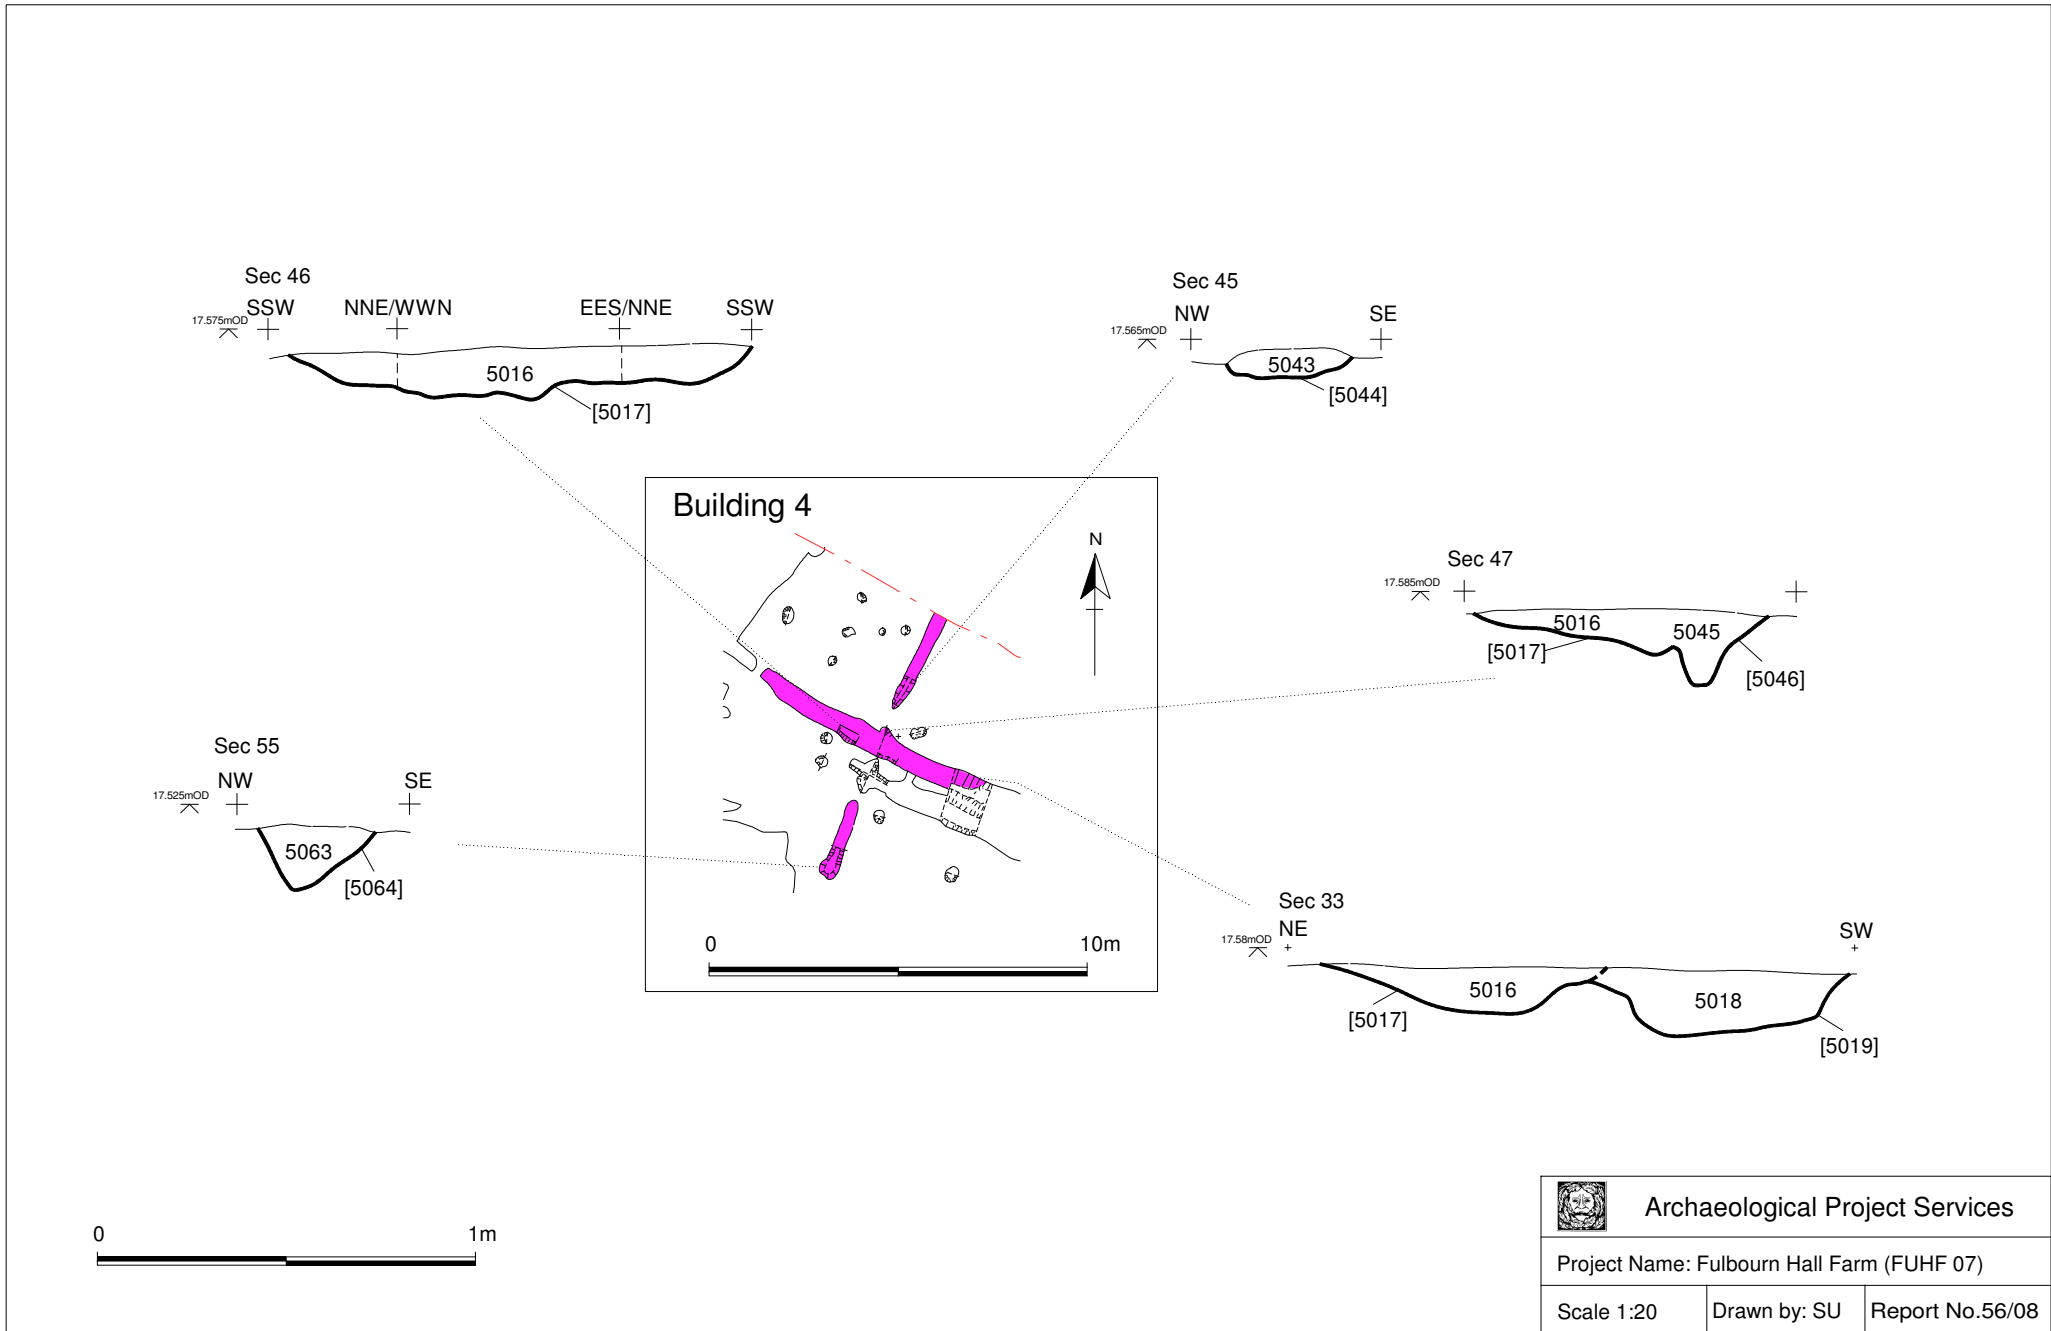 Sec 46
SSW NNE/WWN EES/NNE SSW
17.575mOD
5016
[5017]
Sec 45
NW SE
17.565mOD
5043
[5044]
Building 4
N
0 10m
Sec 47
17.585mOD
5016 5045
[5017] [5046]
Sec 55
NW SE
17.525mOD
5063
[5064]
Sec 33
NE SW
17.58mOD
5016 5018
[5017] [5019]
0 1m
Archaeological Project Services
Project Name: Fulbourn Hall Farm (FUHF 07)
Scale 1:20 Drawn by: SU Report No.56/08